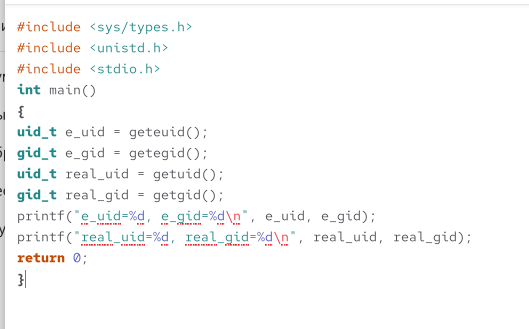 #include <sys/types.h>
#include <unistd.h>
#include <stdio.h>
int main()
{
uid_t e_uid = geteuid();
gid_t e_gid = getegid();
uid_t real_uid = getuid();
gid_t real_gid = getgid();
printf("e_uid=%d, e_gid=%d\n", e_uid, e_gid);
printf("real_uid=%d, real_gid=%d\n", real_uid, real_gid);
return 0;
}